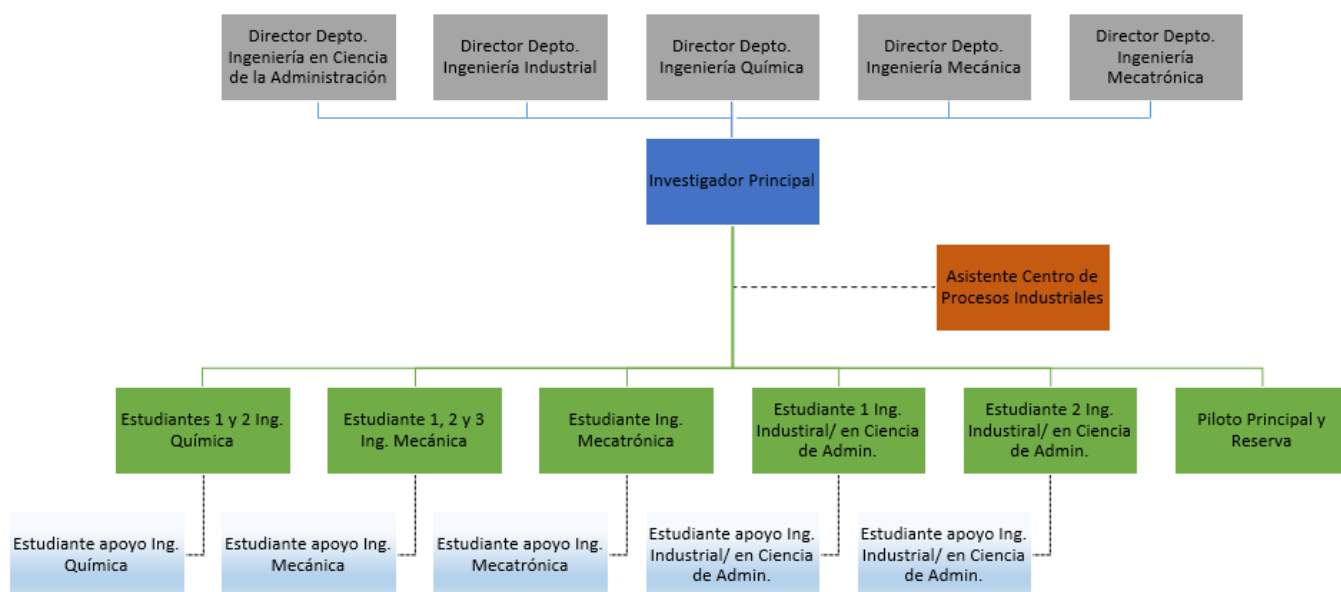 Director Depto.
Ingeniería en Ciencia
de la Administración
Director Depto.
Ingeniería Industrial
Director Depto.
Ingeniería Química
Director Depto.
Ingeniería Mecánica
Director Depto.
Ingeniería
Mecatrónica
Investigador Principal
Asistente Centro de
Procesos Industriales
Estudiantes 1 y 2 Ing.
Química
Estudiante 1, 2 y 3
Ing. Mecánica
Estudiante Ing.
Mecatrónica
Estudiante 1 Ing.
Industiral/ en Ciencia
de Admin.
Estudiante 2 Ing.
Industiral/ en Ciencia
de Admin.
Piloto Principal y
Reserva
Estudiante apoyo Ing.
Química
Estudiante apoyo Ing.
Mecánica
Estudiante apoyo Ing.
Mecatrónica
Estudiante apoyo Ing.
Industrial/ en Ciencia
de Admin.
Estudiante apoyo Ing.
Industrial/ en Ciencia
de Admin.